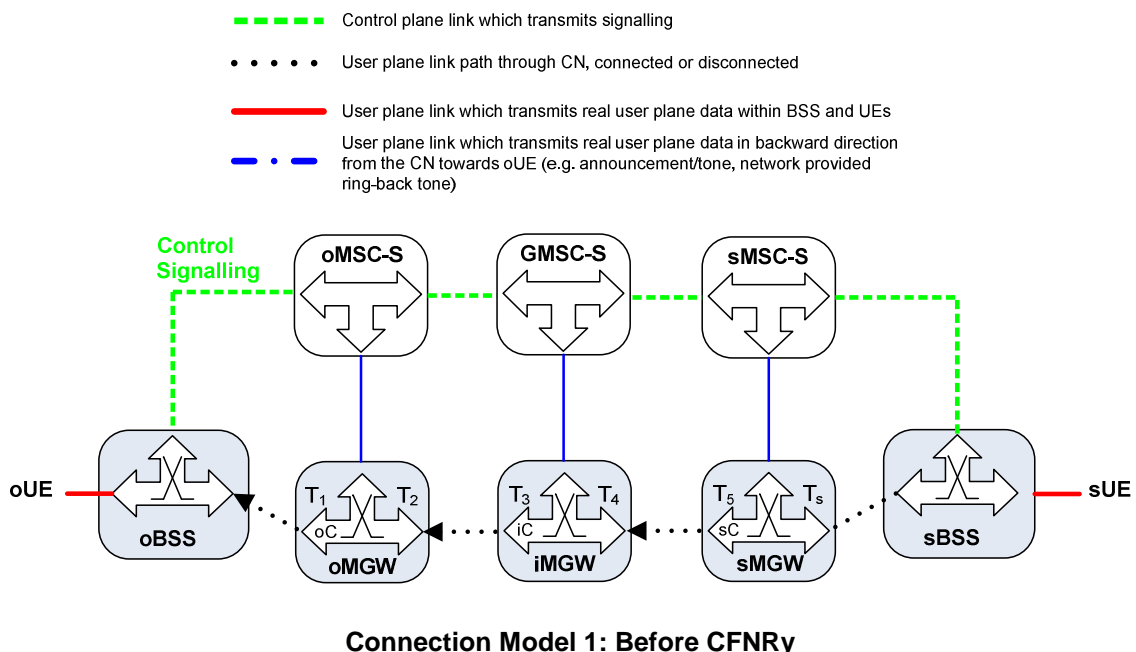 Control plane link which transmits signalling
User plane link path through CN, connected or disconnected
User plane link which transmits real user plane data within BSS and UEs
User plane link which transmits real user plane data in backward direction
from the CN towards oUE (e.g. announcement/tone, network provided
ring-back tone)
Control
Signalling
oMSC-S
GMSC-S
sMSC-S
oUE
oBSS
T1
T2
oC
oMGW
T3
T4
iC
iMGW
T5
Ts
sC
sMGW
sBSS
sUE
Connection Model 1: Before CFNRy